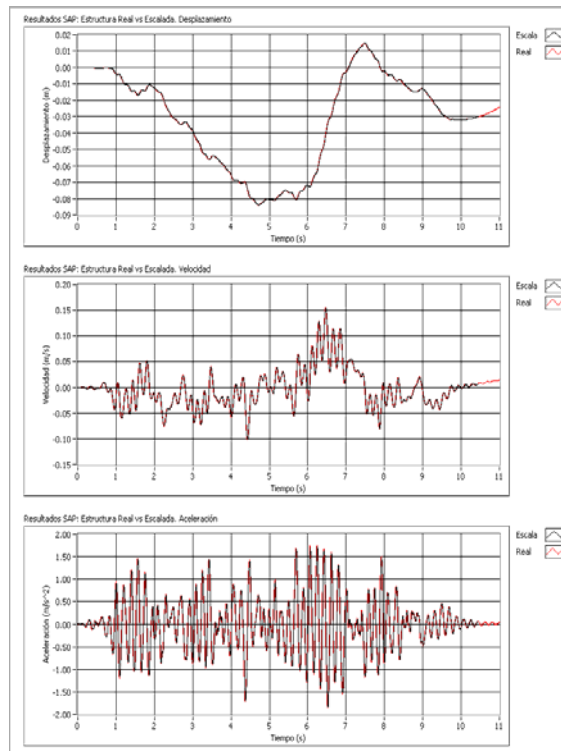 Resultados SAP: Estructura Real vs Escalada. Desplazamiento
Escala
Real
Desplazamiento (m)
0.02
0.01
0.00
-0.01
-0.02
-0.03
-0.04
-0.05
-0.06
-0.07
-0.08
-0.09
0 1 2 3 4 5 6 7 8 9 10 11
Tiempo (s)
Resultados SAP: Estructura Real vs Escalada. Velocidad
Escala
Real
Velocidad (m/s)
0.20
0.15
0.10
0.05
0.00
-0.05
-0.10
-0.15
0 1 2 3 4 5 6 7 8 9 10 11
Tiempo (s)
Resultados SAP: Estructura Real vs Escalada. Aceleración
Escala
Real
Aceleración (m/s^2)
2.00
1.50
1.00
0.50
0.00
-0.50
-1.00
-1.50
-2.00
0 1 2 3 4 5 6 7 8 9 10 11
Tiempo (s)